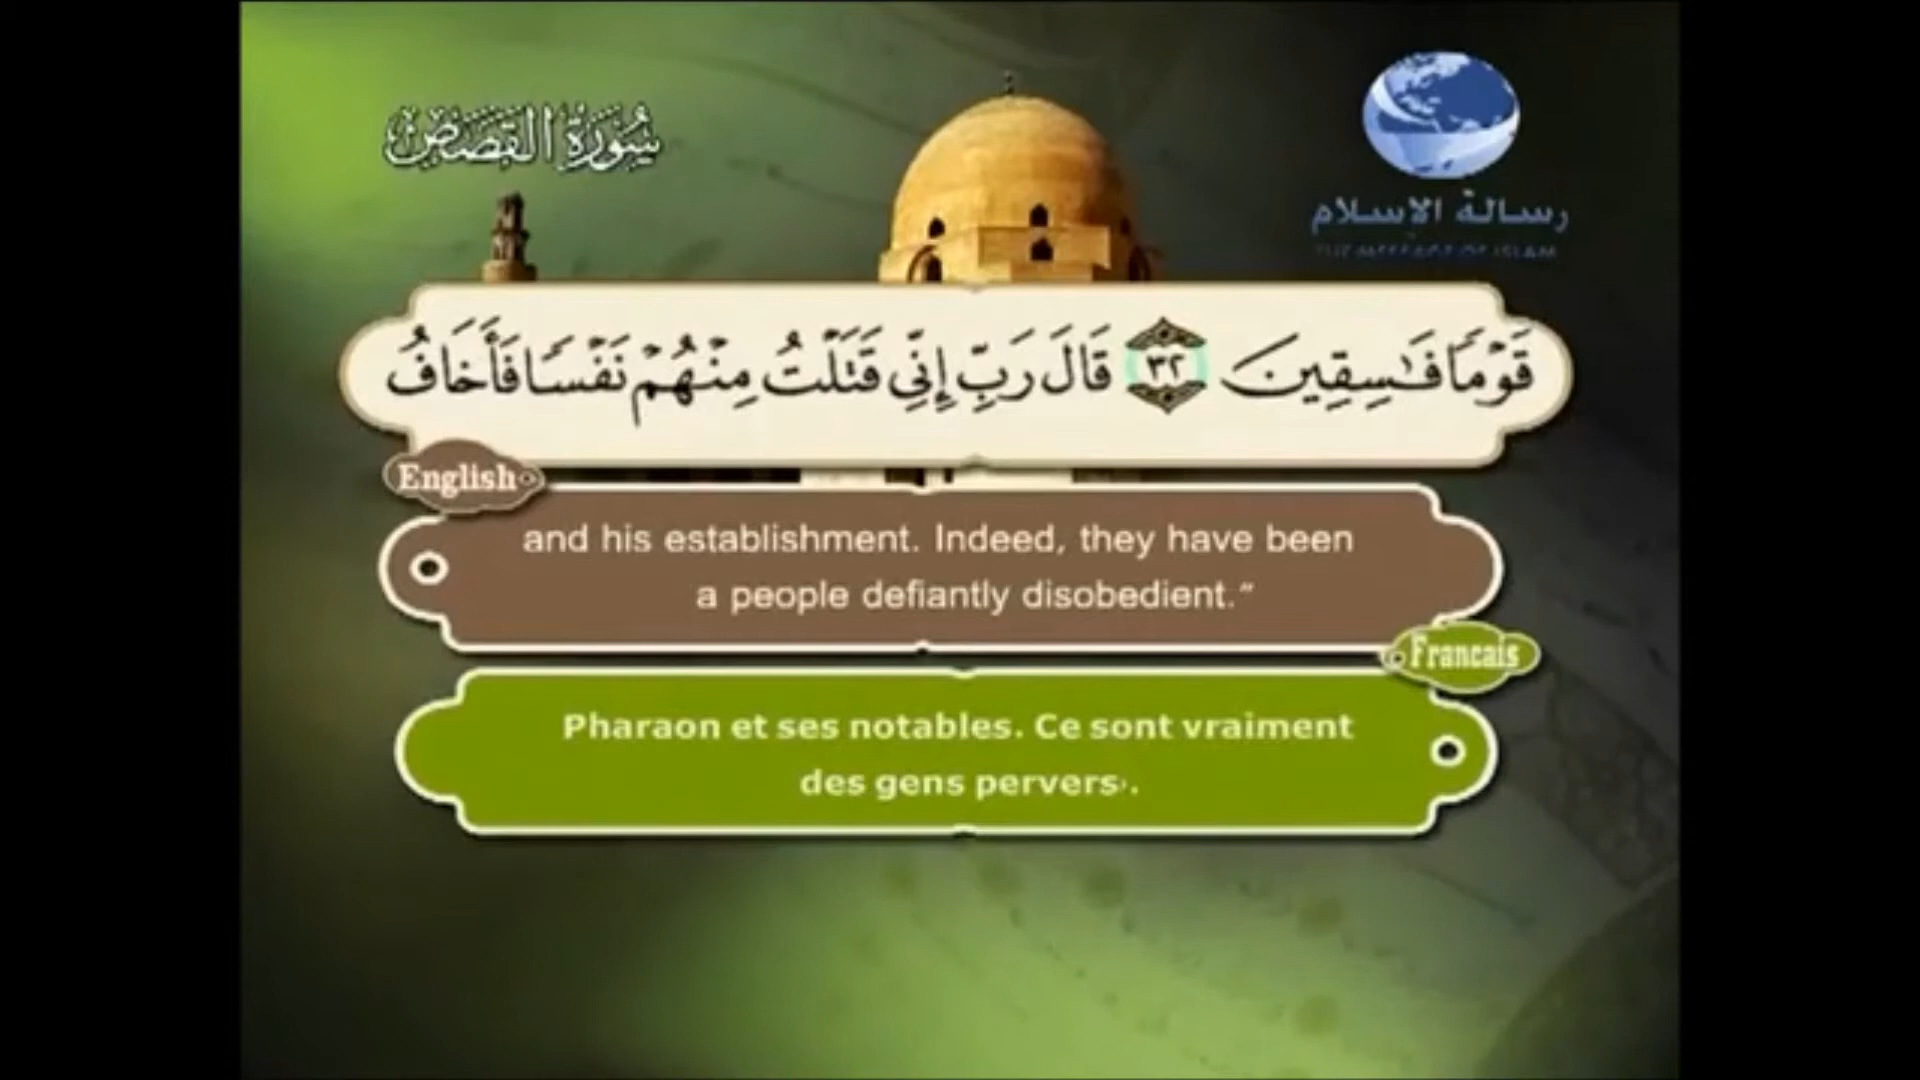 سورة القصص
رسالة الإسلام
THE MESSAGE OF ISLAM
قَوْمًا فَـٰسِقِينَ ٣٢ قَالَ رَبِّ إِنِّي قَتَلْتُ مِنْهُمْ نَفْسًا فَأَخَافُ
English
and his establishment. Indeed, they have been
a people defiantly disobedient.”
Francais
Pharaon et ses notables. Ce sont vraiment
des gens pervers›.